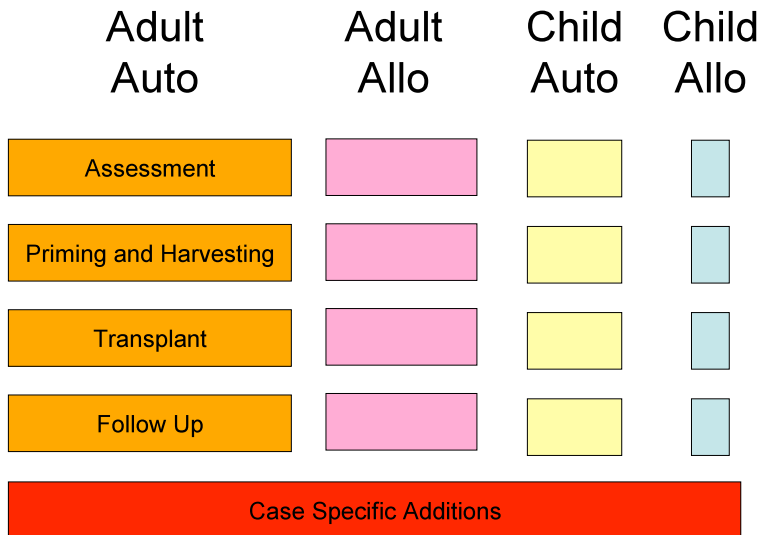 Adult
Auto
Adult
Allo
Child
Auto
Child
Allo
Assessment
Priming and Harvesting
Transplant
Follow Up
Case Specific Additions